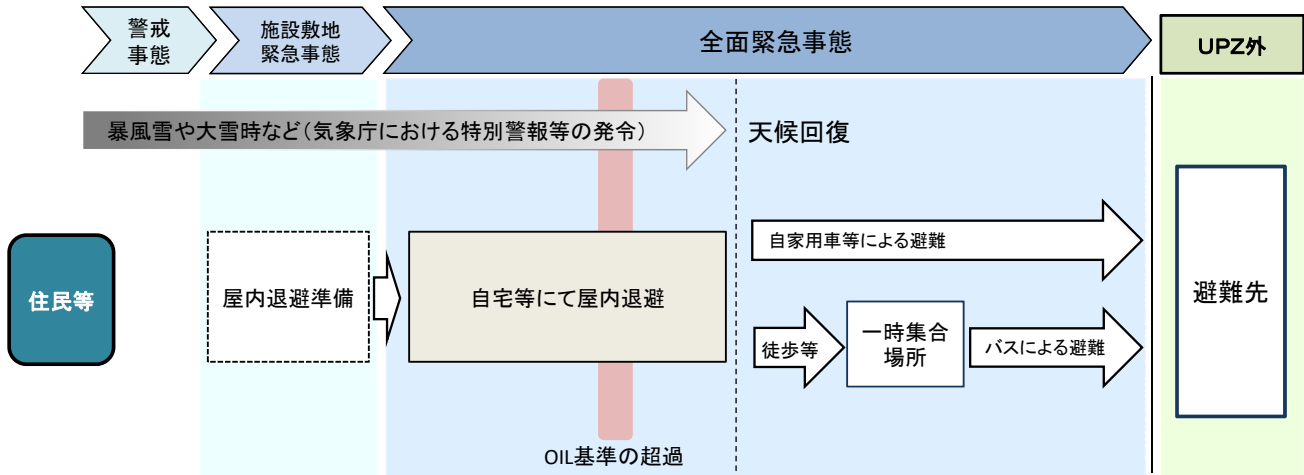 警戒
事態
施設敷地
緊急事態
全面緊急事態
UPZ外
暴風雪や大雪時など(気象庁における特別警報等の発令)
天候回復
住民等
屋内退避準備
自宅等にて屋内退避
自家用車等による避難
徒歩等
一時集合
場所
バスによる避難
避難先
OIL基準の超過